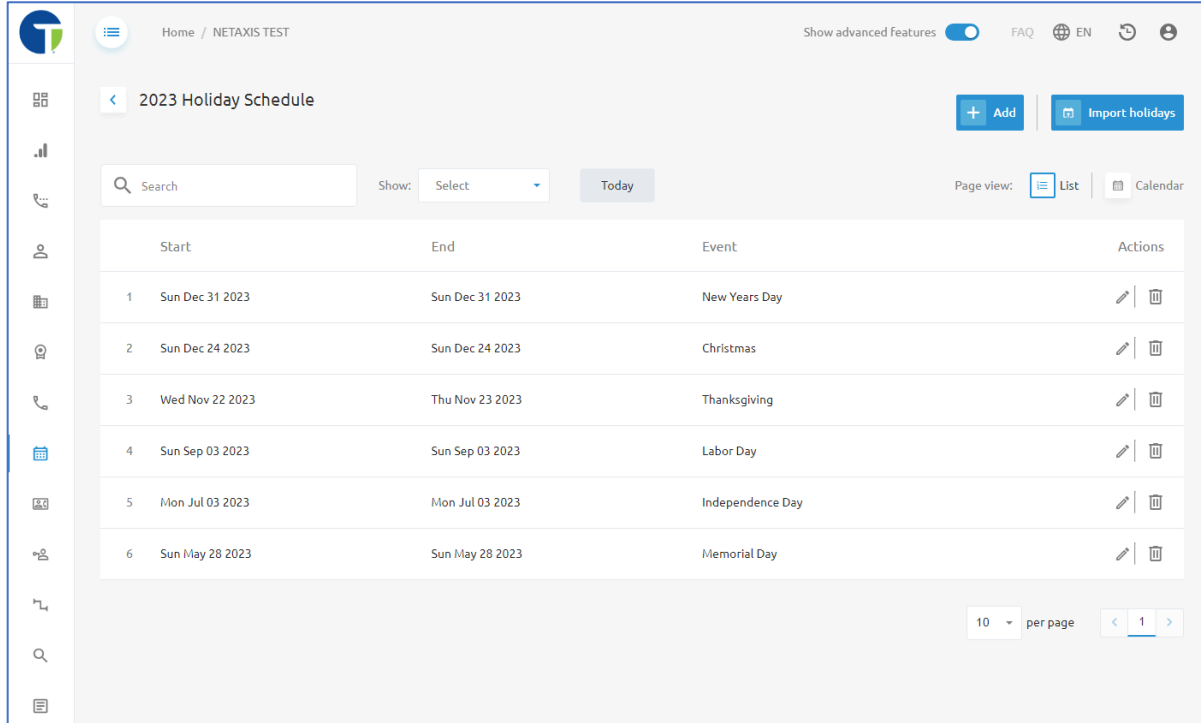 Home / NETAXIS TEST Show advanced features FAQ EN
2023 Holiday Schedule
Add Import holidays
Search Show: Select Today Page view: List Calendar
Start End Event Actions
1 Sun Dec 31 2023 Sun Dec 31 2023 New Years Day
2 Sun Dec 24 2023 Sun Dec 24 2023 Christmas
3 Wed Nov 22 2023 Thu Nov 23 2023 Thanksgiving
4 Sun Sep 03 2023 Sun Sep 03 2023 Labor Day
5 Mon Jul 03 2023 Mon Jul 03 2023 Independence Day
6 Sun May 28 2023 Sun May 28 2023 Memorial Day
10 per page < 1 >